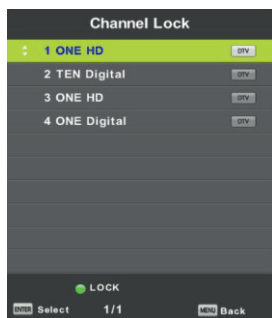 Channel Lock
1 ONE HD DTV
2 TEN Digital DTV
3 ONE HD DTV
4 ONE Digital DTV
LOCK
ENTER Select 1/1 MENU Back